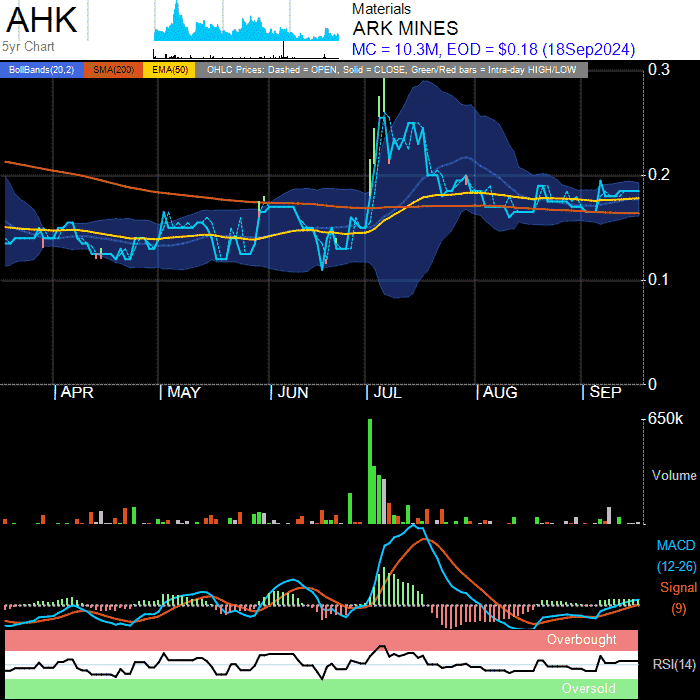 AHK
5yr Chart
Materials
ARK MINES
MC = 10.3M, EOD = $0.18 (18Sep2024)
BollBands(20,2) SMA(200) EMA(50) OHLC Prices: Dashed = OPEN, Solid = CLOSE, Green/Red bars = Intra-day HIGH/LOW
0.3
0.2
0.1
0
APR MAY JUN JUL AUG SEP
650k
Volume
MACD
(12-26)
Signal
(9)
Overbought
RSI(14)
Oversold